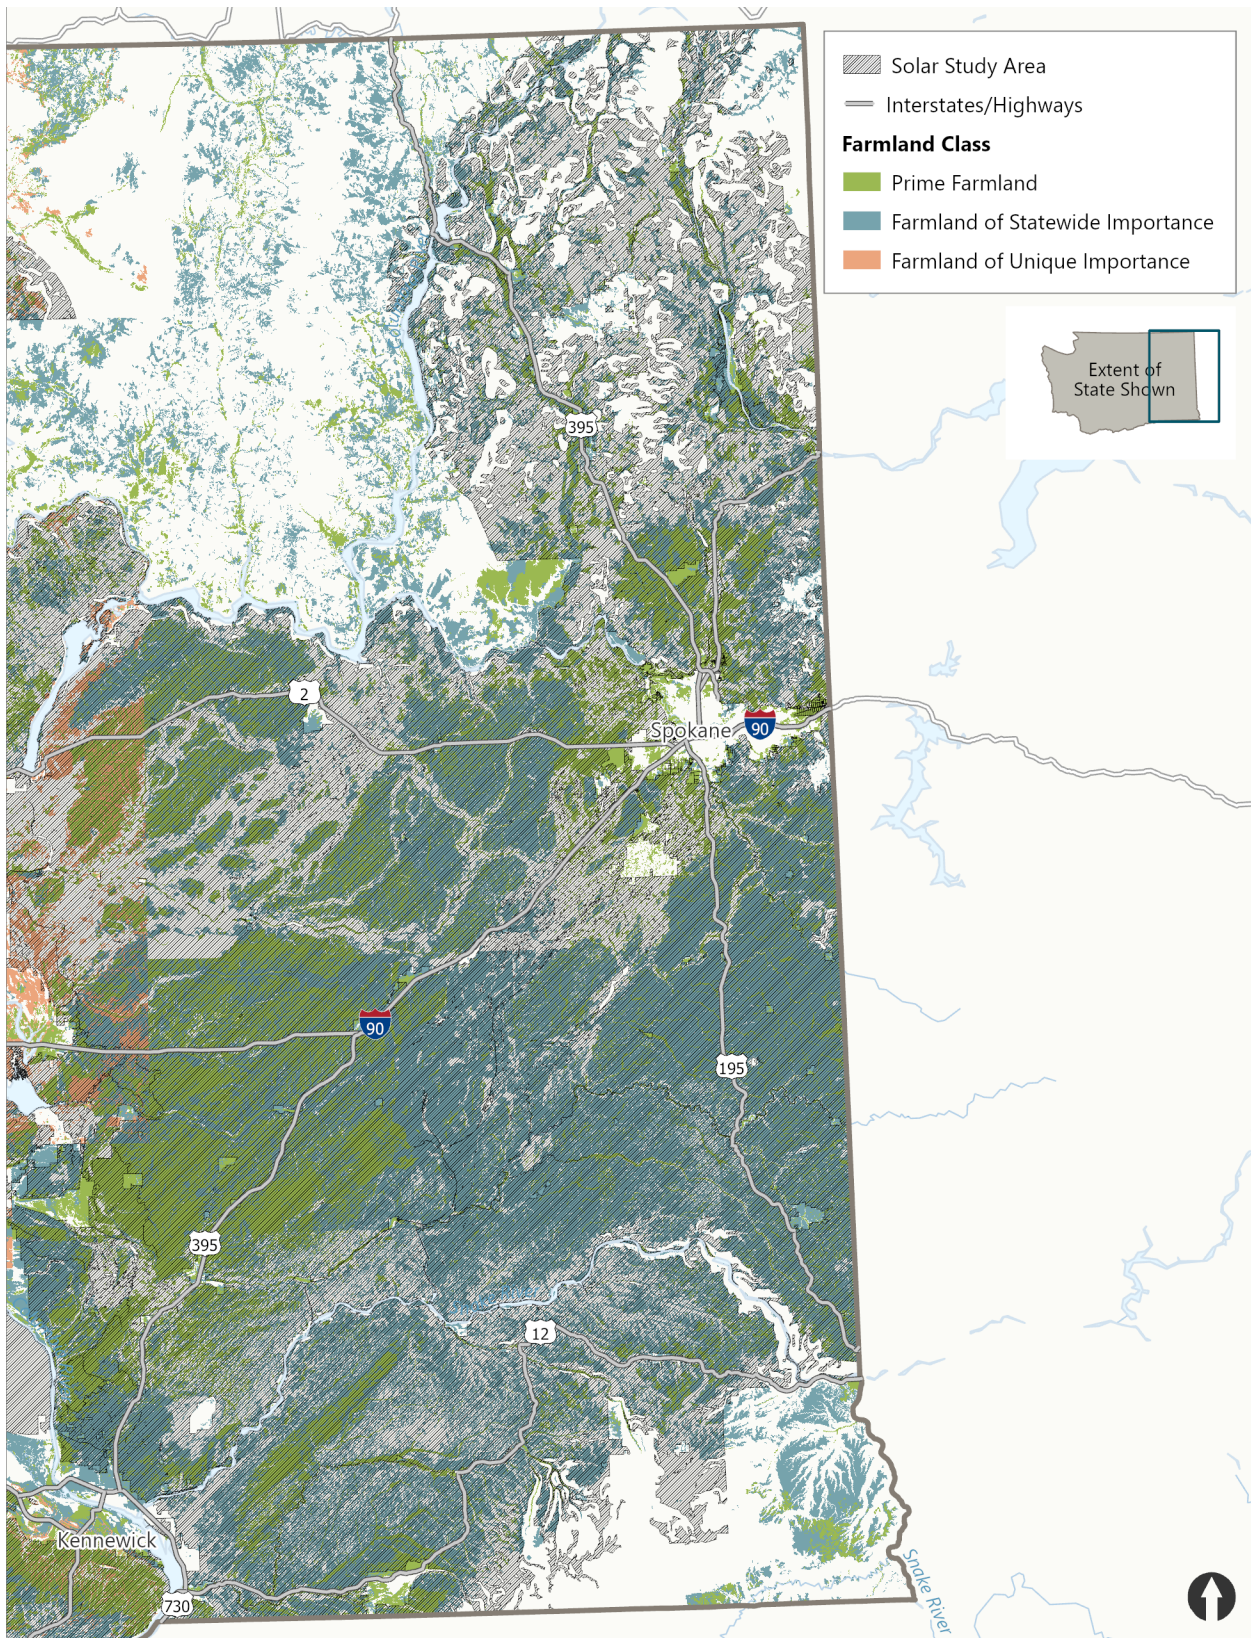 Solar Study Area
Interstates/Highways
Farmland Class
Prime Farmland
Farmland of Statewide Importance
Farmland of Unique Importance
Extent of
State Shown
395
2
Spokane
90
90
195
395
12
Kennewick
730
Snake River